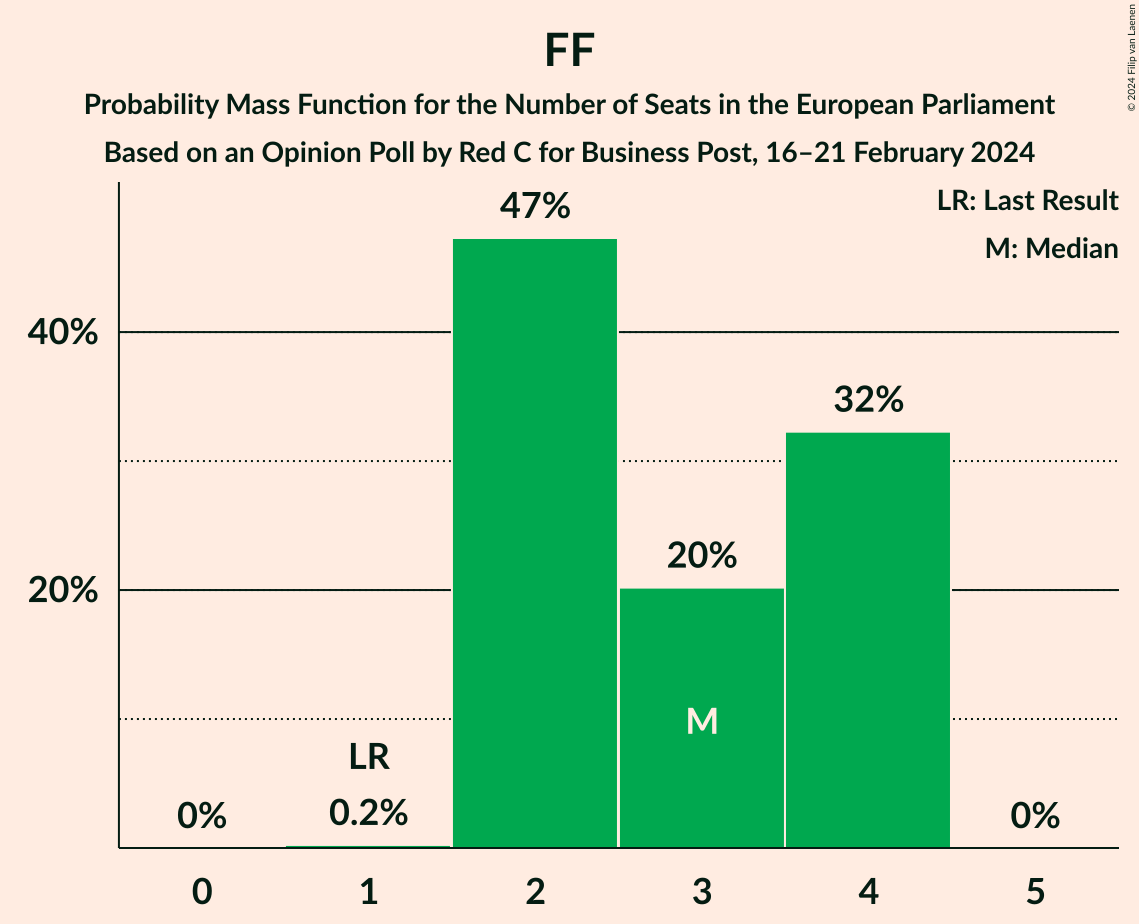 FF
Probability Mass Function for the Number of Seats in the European Parliament
Based on an Opinion Poll by Red C for Business Post, 16–21 February 2024
© 2024 Filip van Laenen
LR: Last Result
M: Median
47%
40%
32%
20%
20%
M
LR
0%
0.2%
0%
0 1 2 3 4 5